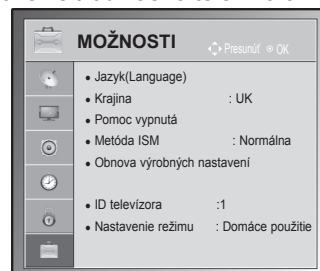 MOŽNOSTI
Presunúť OK
Jazyk(Language)
Krajina : UK
Pomoc vypnutá
Metóda ISM : Normálna
Obnova výrobných nastavení
ID televízora :1
Nastavenie režimu : Domáce použitie